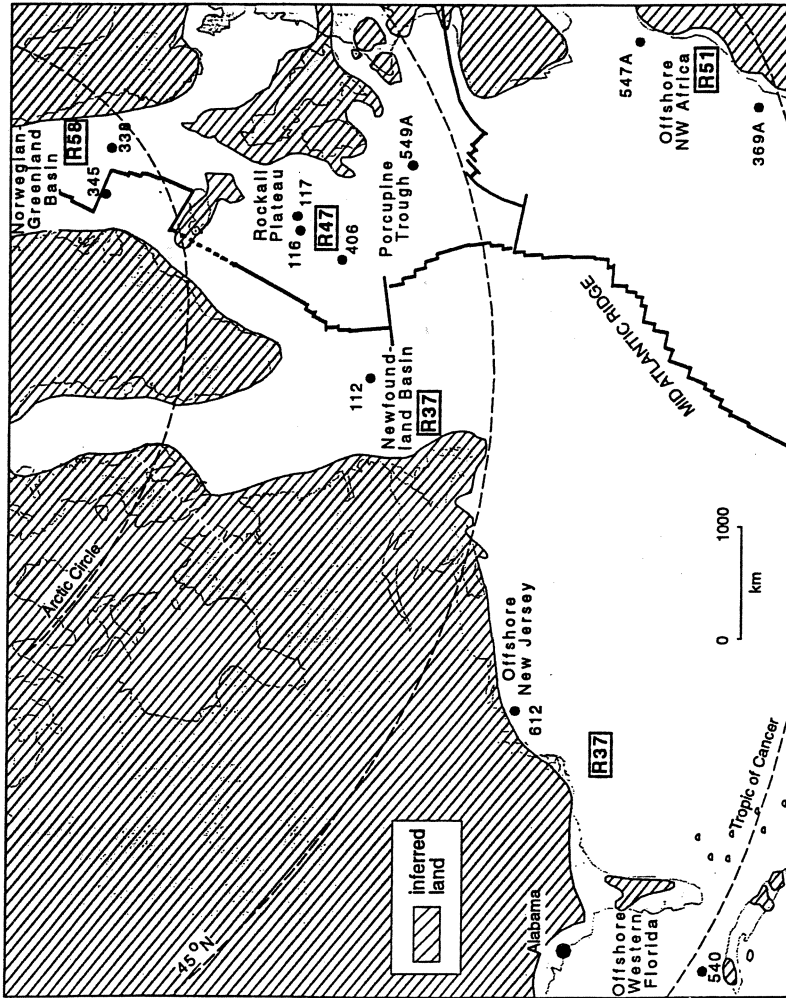 Norwegian-
Greenland
Basin
R58
345
338
Rockall
Plateau
116
117
R47
406
Porcupine
Trough
549A
547A
Offshore
NW Africa
R51
369A
112
Newfound-
land Basin
R37
MID ATLANTIC RIDGE
Arctic Circle
45°N
Offshore
New Jersey
612
R37
0
1000
km
Tropic of Cancer
inferred
land
Alabama
Offshore
Western
Florida
540